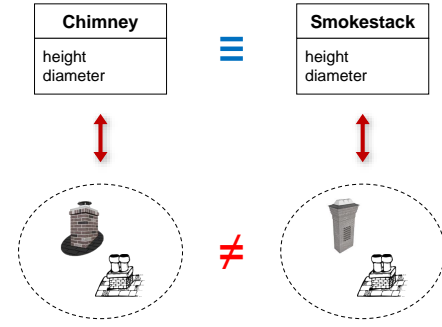 Chimney
height
diameter
≡
Smokestack
height
diameter
≠